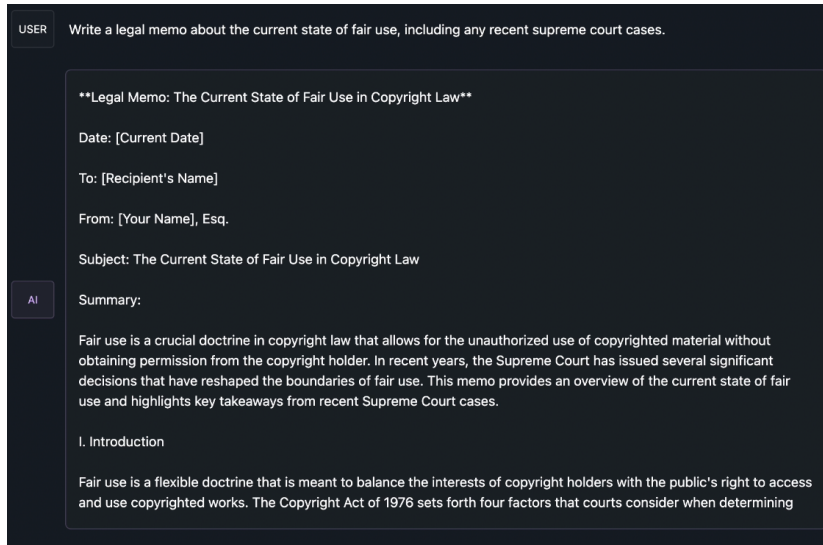 USER
Write a legal memo about the current state of fair use, including any recent supreme court cases.
**Legal Memo: The Current State of Fair Use in Copyright Law**
Date: [Current Date]
To: [Recipient's Name]
From: [Your Name], Esq.
Subject: The Current State of Fair Use in Copyright Law
AI
Summary:
Fair use is a crucial doctrine in copyright law that allows for the unauthorized use of copyrighted material without
obtaining permission from the copyright holder. In recent years, the Supreme Court has issued several significant
decisions that have reshaped the boundaries of fair use. This memo provides an overview of the current state of fair
use and highlights key takeaways from recent Supreme Court cases.
I. Introduction
Fair use is a flexible doctrine that is meant to balance the interests of copyright holders with the public's right to access
and use copyrighted works. The Copyright Act of 1976 sets forth four factors that courts consider when determining